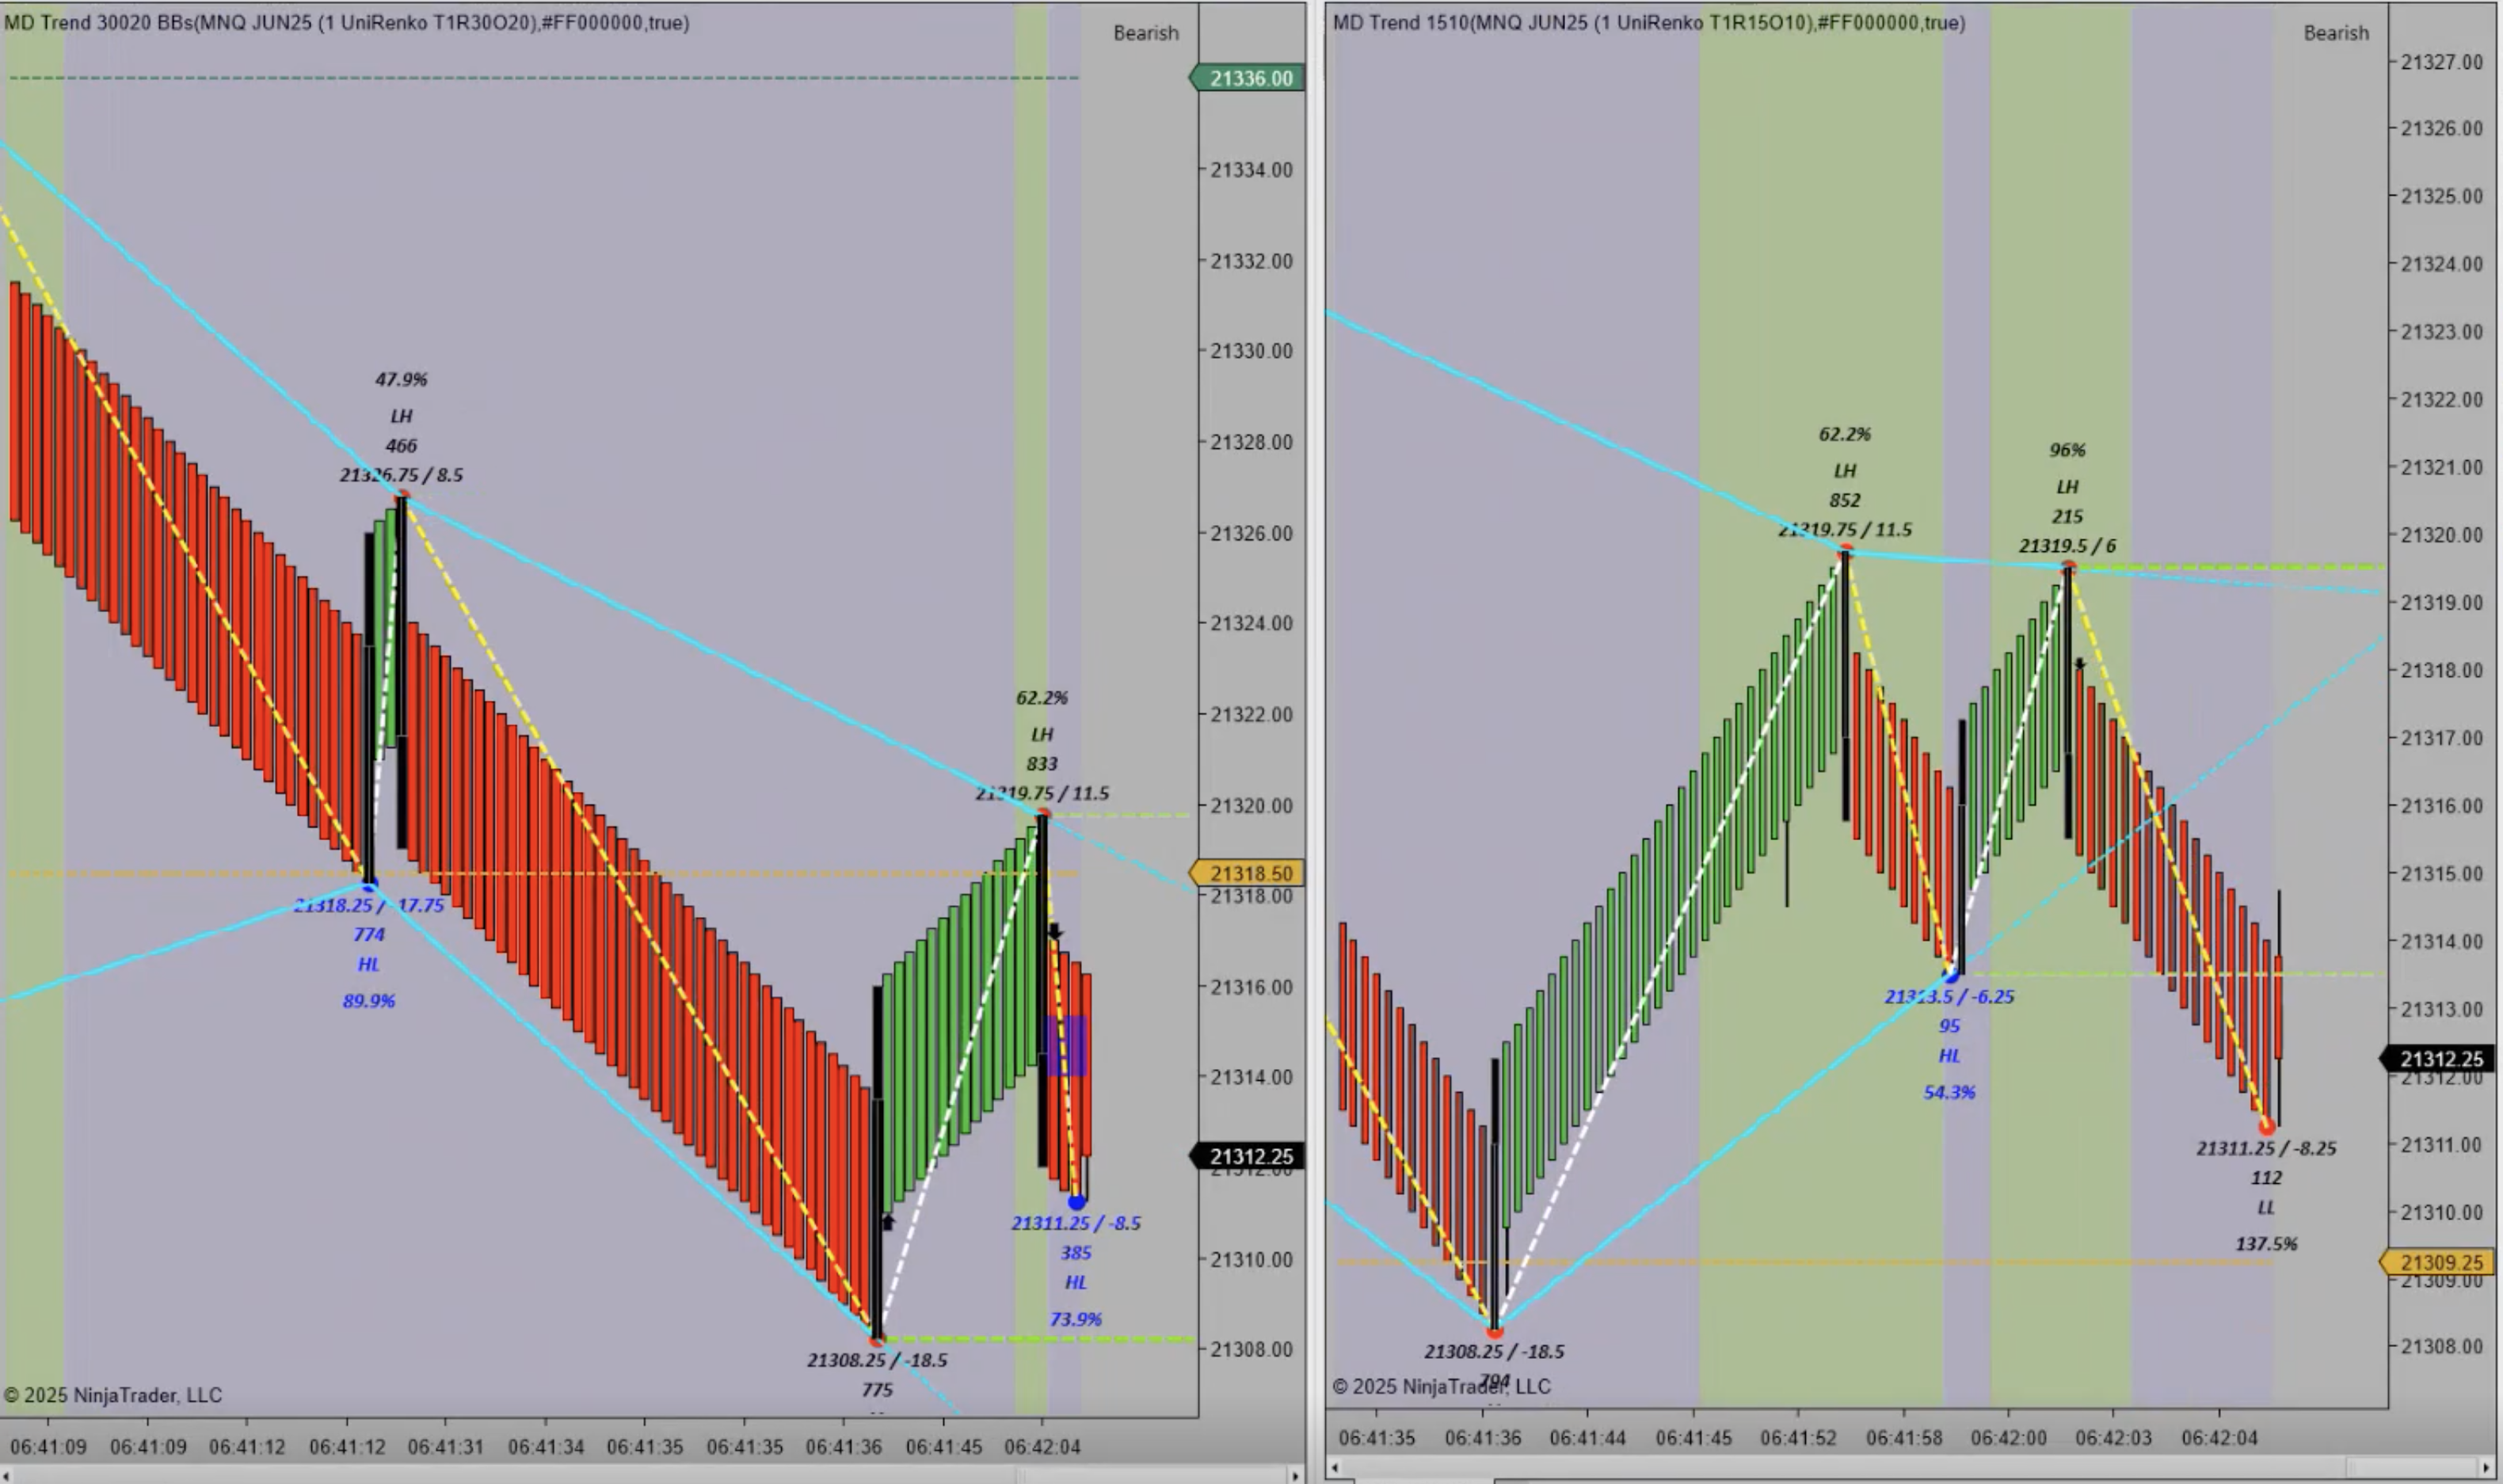 MD Trend 30020 BBs(MNQ JUN25 (1 UniRenko T1R30O20),#FF000000,true)
Bearish
21336.00
21334.00
21332.00
21330.00
21328.00
21326.00
21324.00
21322.00
21320.00
21318.50
21318.00
21316.00
21314.00
21312.25
21312.00
21310.00
21308.00
47.9%
LH
466
21326.75 / 8.5
21318.25 / -17.75
774
HL
89.9%
62.2%
LH
833
21319.75 / 11.5
21311.25 / -8.5
385
HL
73.9%
21308.25 / -18.5
775
© 2025 NinjaTrader, LLC
06:41:09 06:41:09 06:41:12 06:41:12 06:41:31 06:41:34 06:41:35 06:41:35 06:41:36 06:41:45 06:42:04
MD Trend 1510(MNQ JUN25 (1 UniRenko T1R15O10),#FF000000,true)
Bearish
21327.00
21326.00
21325.00
21324.00
21323.00
21322.00
21321.00
21320.00
21319.00
21318.00
21317.00
21316.00
21315.00
21314.00
21313.00
21312.25
21312.00
21311.00
21310.00
21309.25
21309.00
21308.00
62.2%
LH
852
21319.75 / 11.5
96%
LH
215
21319.5 / 6
21313.5 / -6.25
95
HL
54.3%
21311.25 / -8.25
112
LL
137.5%
21308.25 / -18.5
794
© 2025 NinjaTrader, LLC
06:41:35 06:41:36 06:41:44 06:41:45 06:41:52 06:41:58 06:42:00 06:42:03 06:42:04